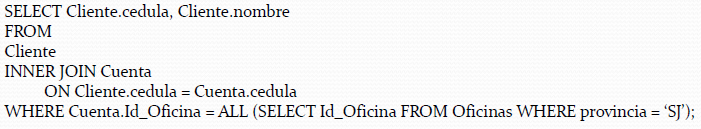 SELECT Cliente.cedula, Cliente.nombre
FROM
Cliente
INNER JOIN Cuenta
ON Cliente.cedula = Cuenta.cedula
WHERE Cuenta.Id_Oficina = ALL (SELECT Id_Oficina FROM Oficinas WHERE provincia = ‘SJ’);